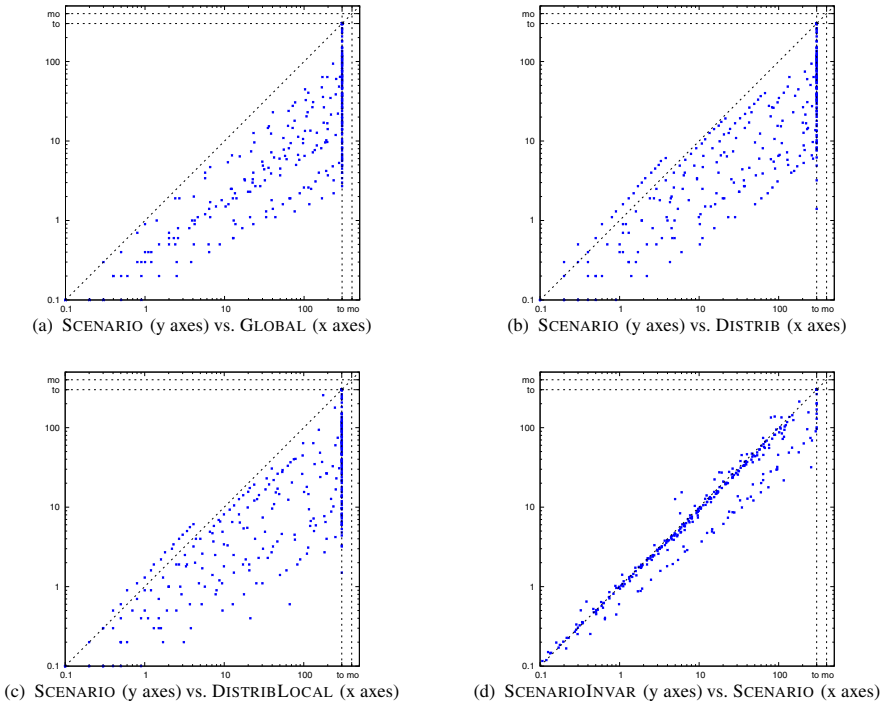 mo
to
100
10
1
0.1
0.1 1 10 100 to mo
(a) SCENARIO (y axes) vs. GLOBAL (x axes)
mo
to
100
10
1
0.1
0.1 1 10 100 to mo
(b) SCENARIO (y axes) vs. DISTRIB (x axes)
mo
to
100
10
1
0.1
0.1 1 10 100 to mo
(c) SCENARIO (y axes) vs. DISTRIBLOCAL (x axes)
mo
to
100
10
1
0.1
0.1 1 10 100 to mo
(d) SCENARIOINVAR (y axes) vs. SCENARIO (x axes)